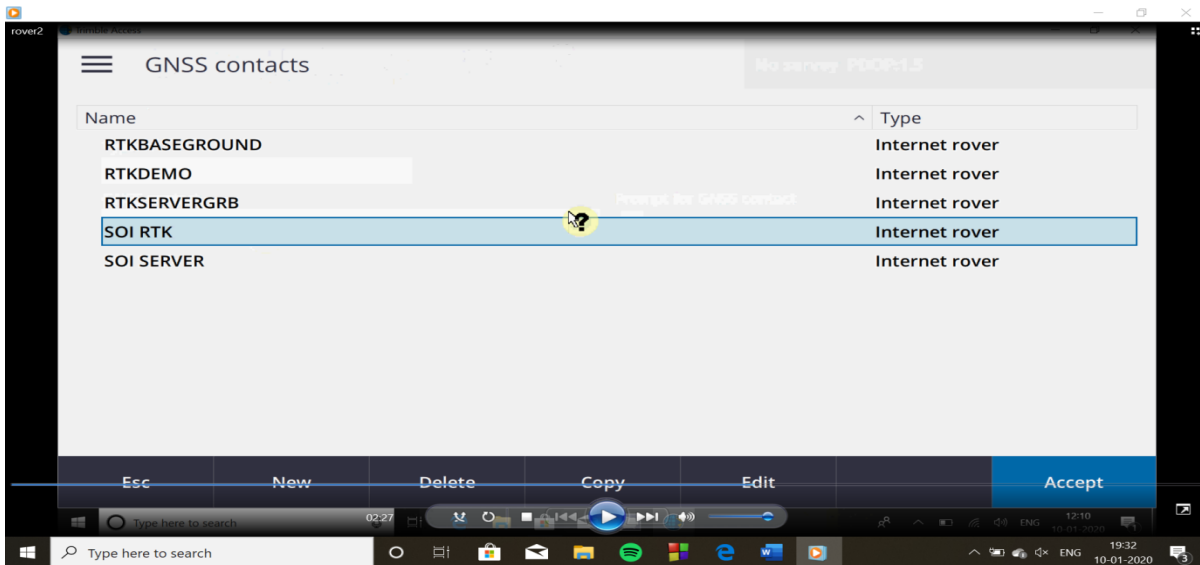 rover2
Trimble Access
GNSS contacts
No survey PDOP:1.5
Name Type
RTKBASEGROUND Internet rover
RTKDEMO Internet rover
RTKSERVERGRB Internet rover
Prompt for GNSS contact
SOI RTK Internet rover
SOI SERVER Internet rover
Esc New Delete Copy Edit Accept
Type here to search 02:27 ENG 12:10
10-01-2020
Type here to search ENG 19:32
10-01-2020
3